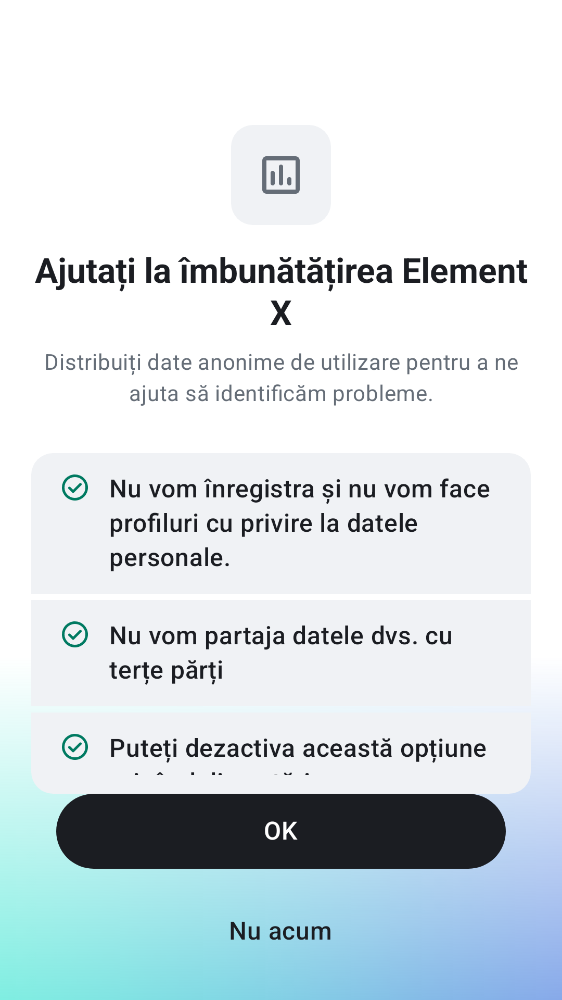 Ajutați la îmbunătățirea Element
X
Distribuiți date anonime de utilizare pentru a ne
ajuta să identificăm probleme.
Nu vom înregistra și nu vom face
profiluri cu privire la datele
personale.
Nu vom partaja datele dvs. cu
terțe părți
Puteți dezactiva această opțiune
OK
Nu acum